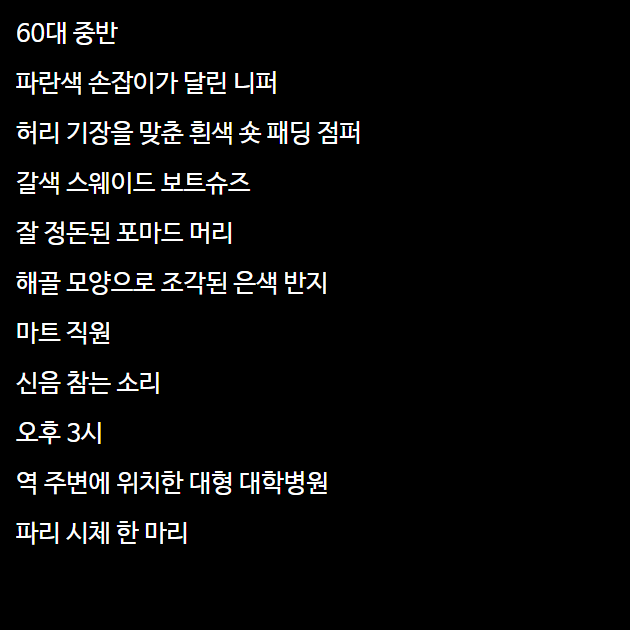 60대 중반
파란색 손잡이가 달린 니퍼
허리 기장을 맞춘 흰색 숏 패딩 점퍼
갈색 스웨이드 보트슈즈
잘 정돈된 포마드 머리
해골 모양으로 조각된 은색 반지
마트 직원
신음 참는 소리
오후 3시
역 주변에 위치한 대형 대학병원
파리 시체 한 마리